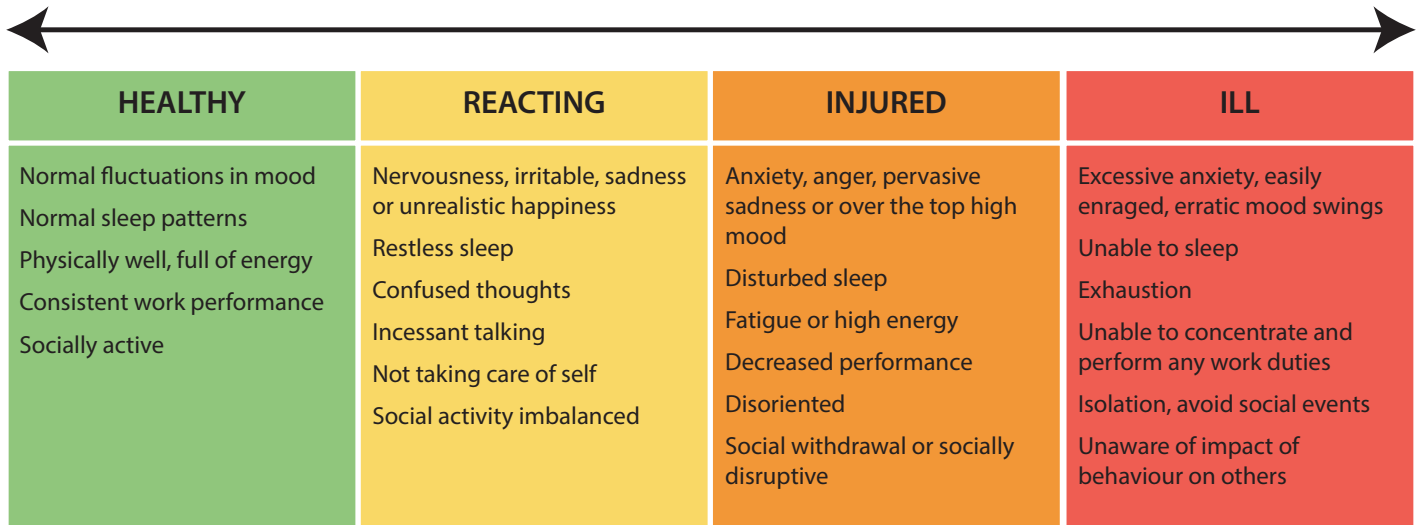 HEALTHY
Normal fluctuations in mood
Normal sleep patterns
Physically well, full of energy
Consistent work performance
Socially active
REACTING
Nervousness, irritable, sadness
or unrealistic happiness
Restless sleep
Confused thoughts
Incessant talking
Not taking care of self
Social activity imbalanced
INJURED
Anxiety, anger, pervasive
sadness or over the top high
mood
Disturbed sleep
Fatigue or high energy
Decreased performance
Disoriented
Social withdrawal or socially
disruptive
ILL
Excessive anxiety, easily
enraged, erratic mood swings
Unable to sleep
Exhaustion
Unable to concentrate and
perform any work duties
Isolation, avoid social events
Unaware of impact of
behaviour on others